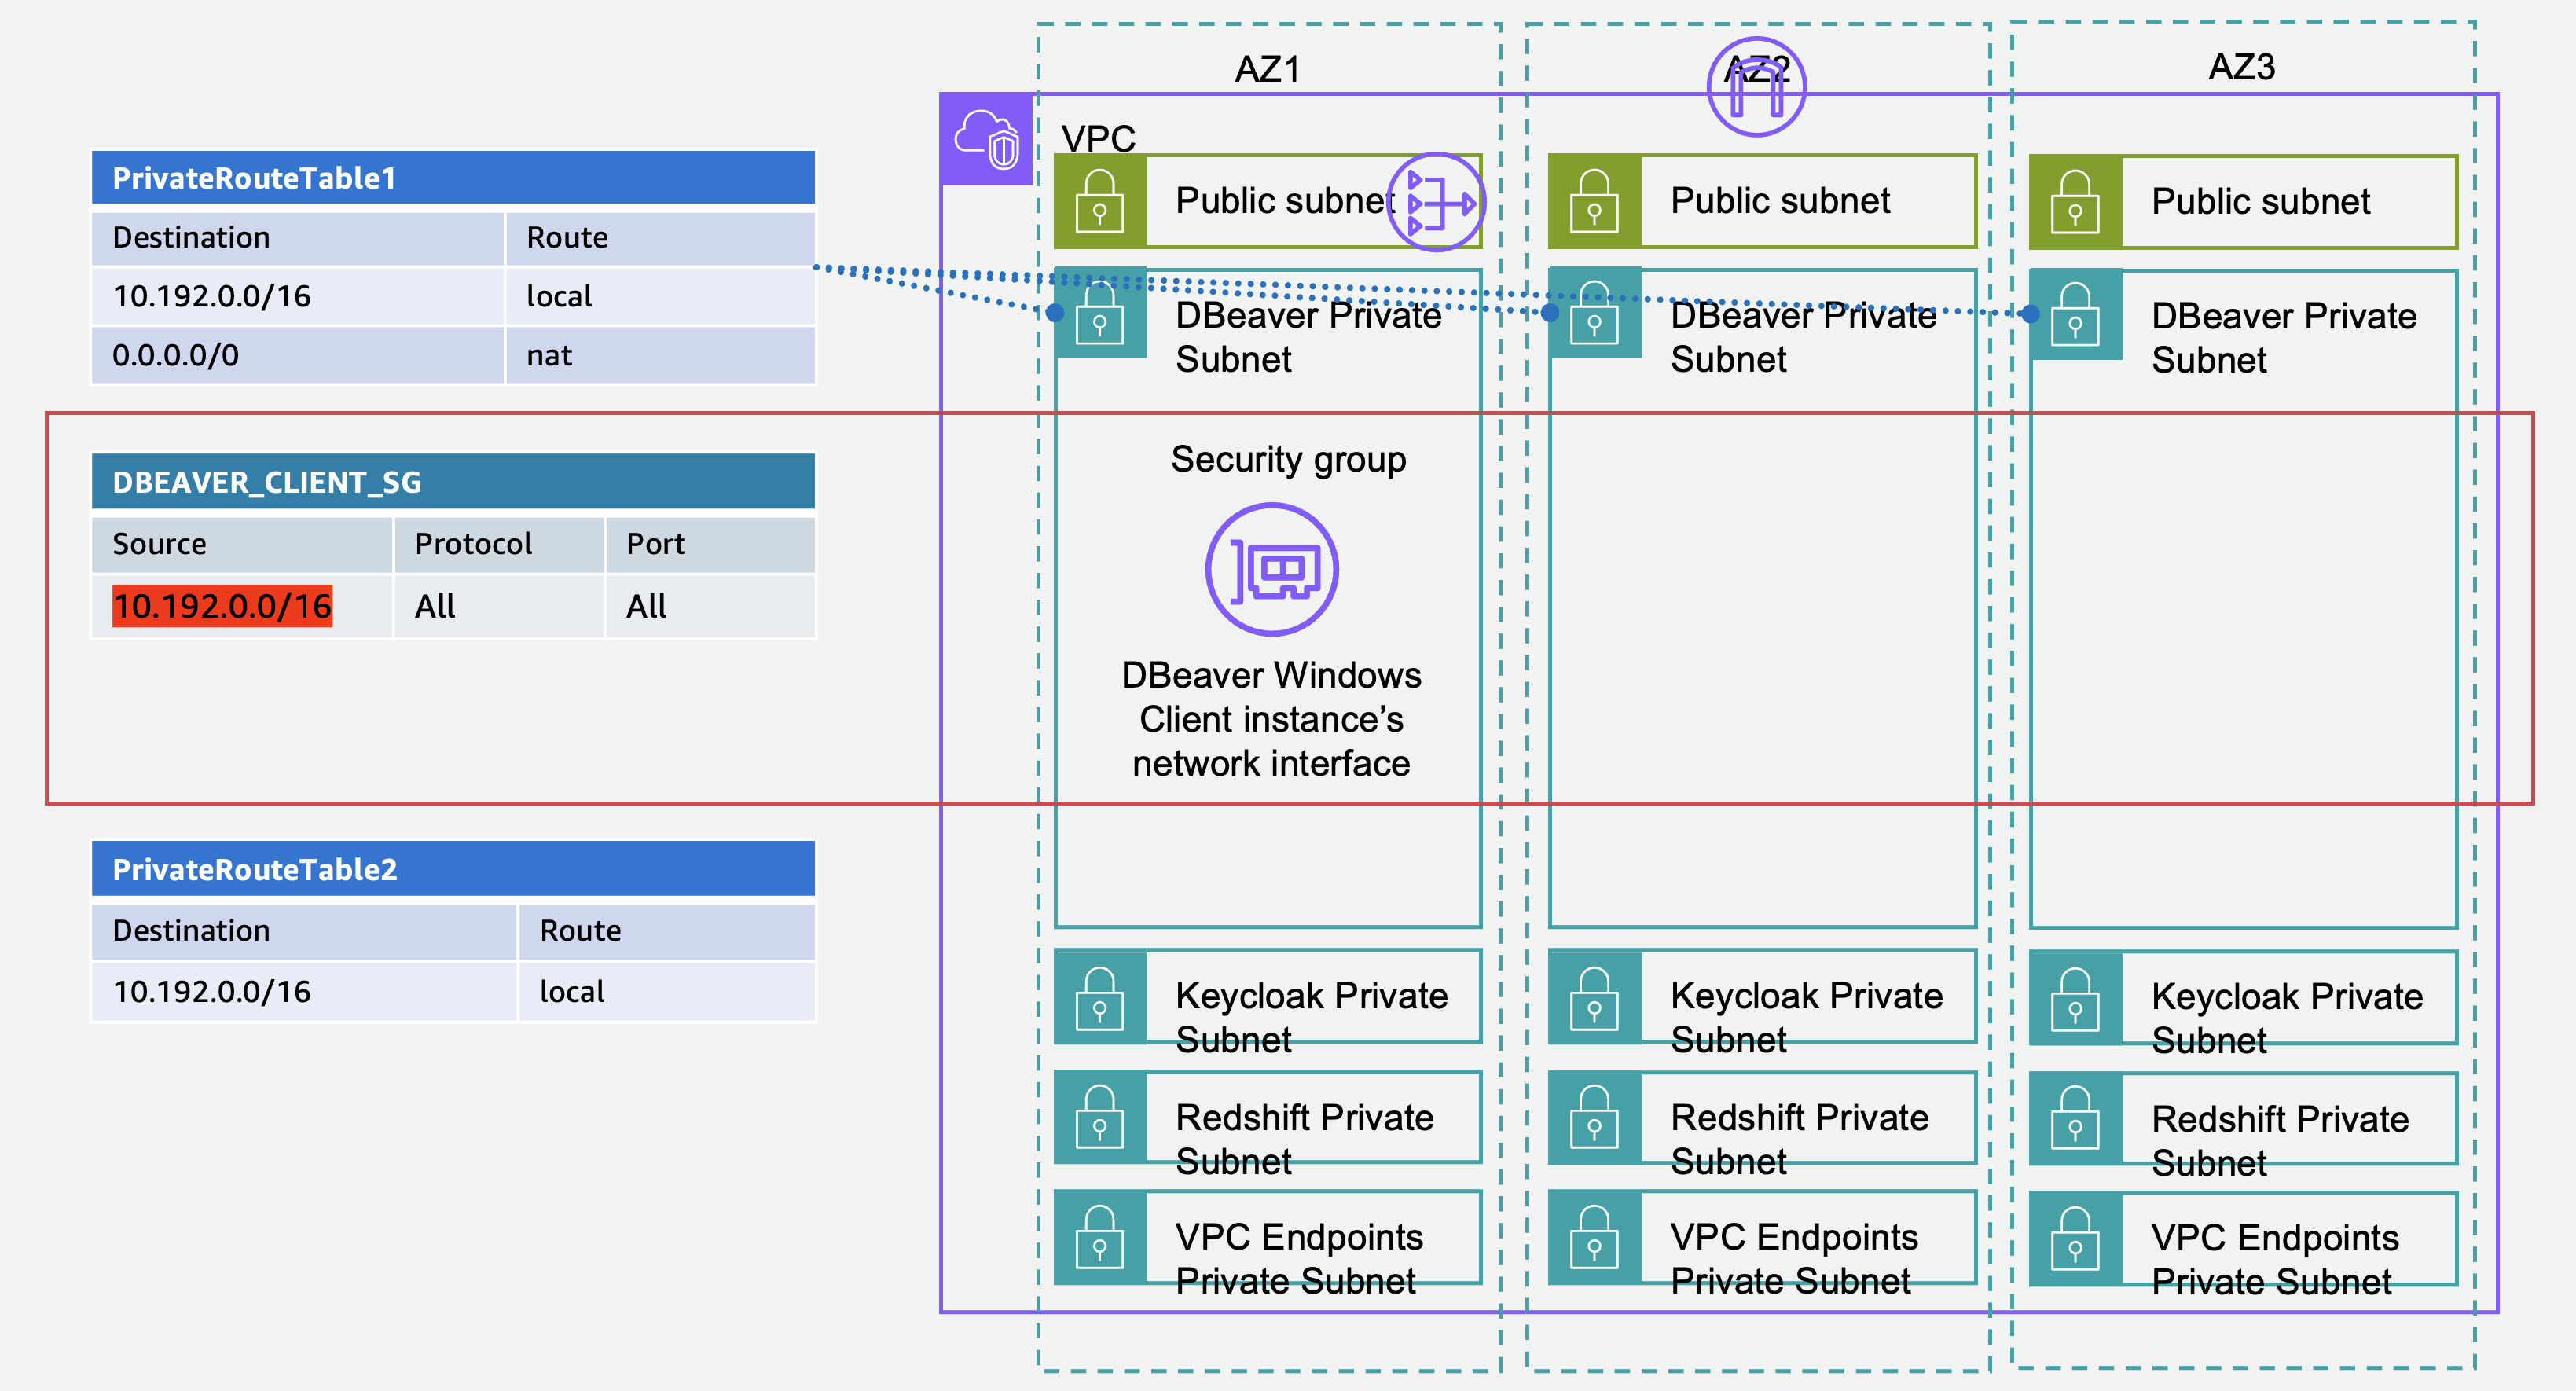 AZ1
AZ2
AZ3
VPC
PrivateRouteTable1
Destination Route
10.192.0.0/16 local
0.0.0.0/0 nat
Public subnet
Public subnet
Public subnet
DBeaver Private
Subnet
DBeaver Private
Subnet
DBeaver Private
Subnet
DBEAVER_CLIENT_SG
Source Protocol Port
10.192.0.0/16 All All
Security group
DBeaver Windows
Client instance’s
network interface
PrivateRouteTable2
Destination Route
10.192.0.0/16 local
Keycloak Private
Subnet
Keycloak Private
Subnet
Keycloak Private
Subnet
Redshift Private
Subnet
Redshift Private
Subnet
Redshift Private
Subnet
VPC Endpoints
Private Subnet
VPC Endpoints
Private Subnet
VPC Endpoints
Private Subnet